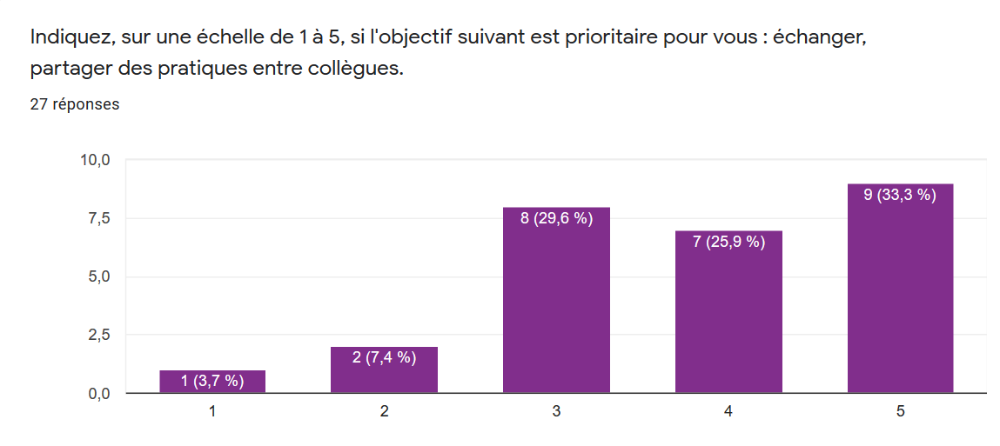 Indiquez, sur une échelle de 1 à 5, si l'objectif suivant est prioritaire pour vous : échanger,
partager des pratiques entre collègues.
27 réponses
10,0
7,5
5,0
2,5
0,0
1 (3,7 %)
2 (7,4 %)
8 (29,6 %)
7 (25,9 %)
9 (33,3 %)
1
2
3
4
5